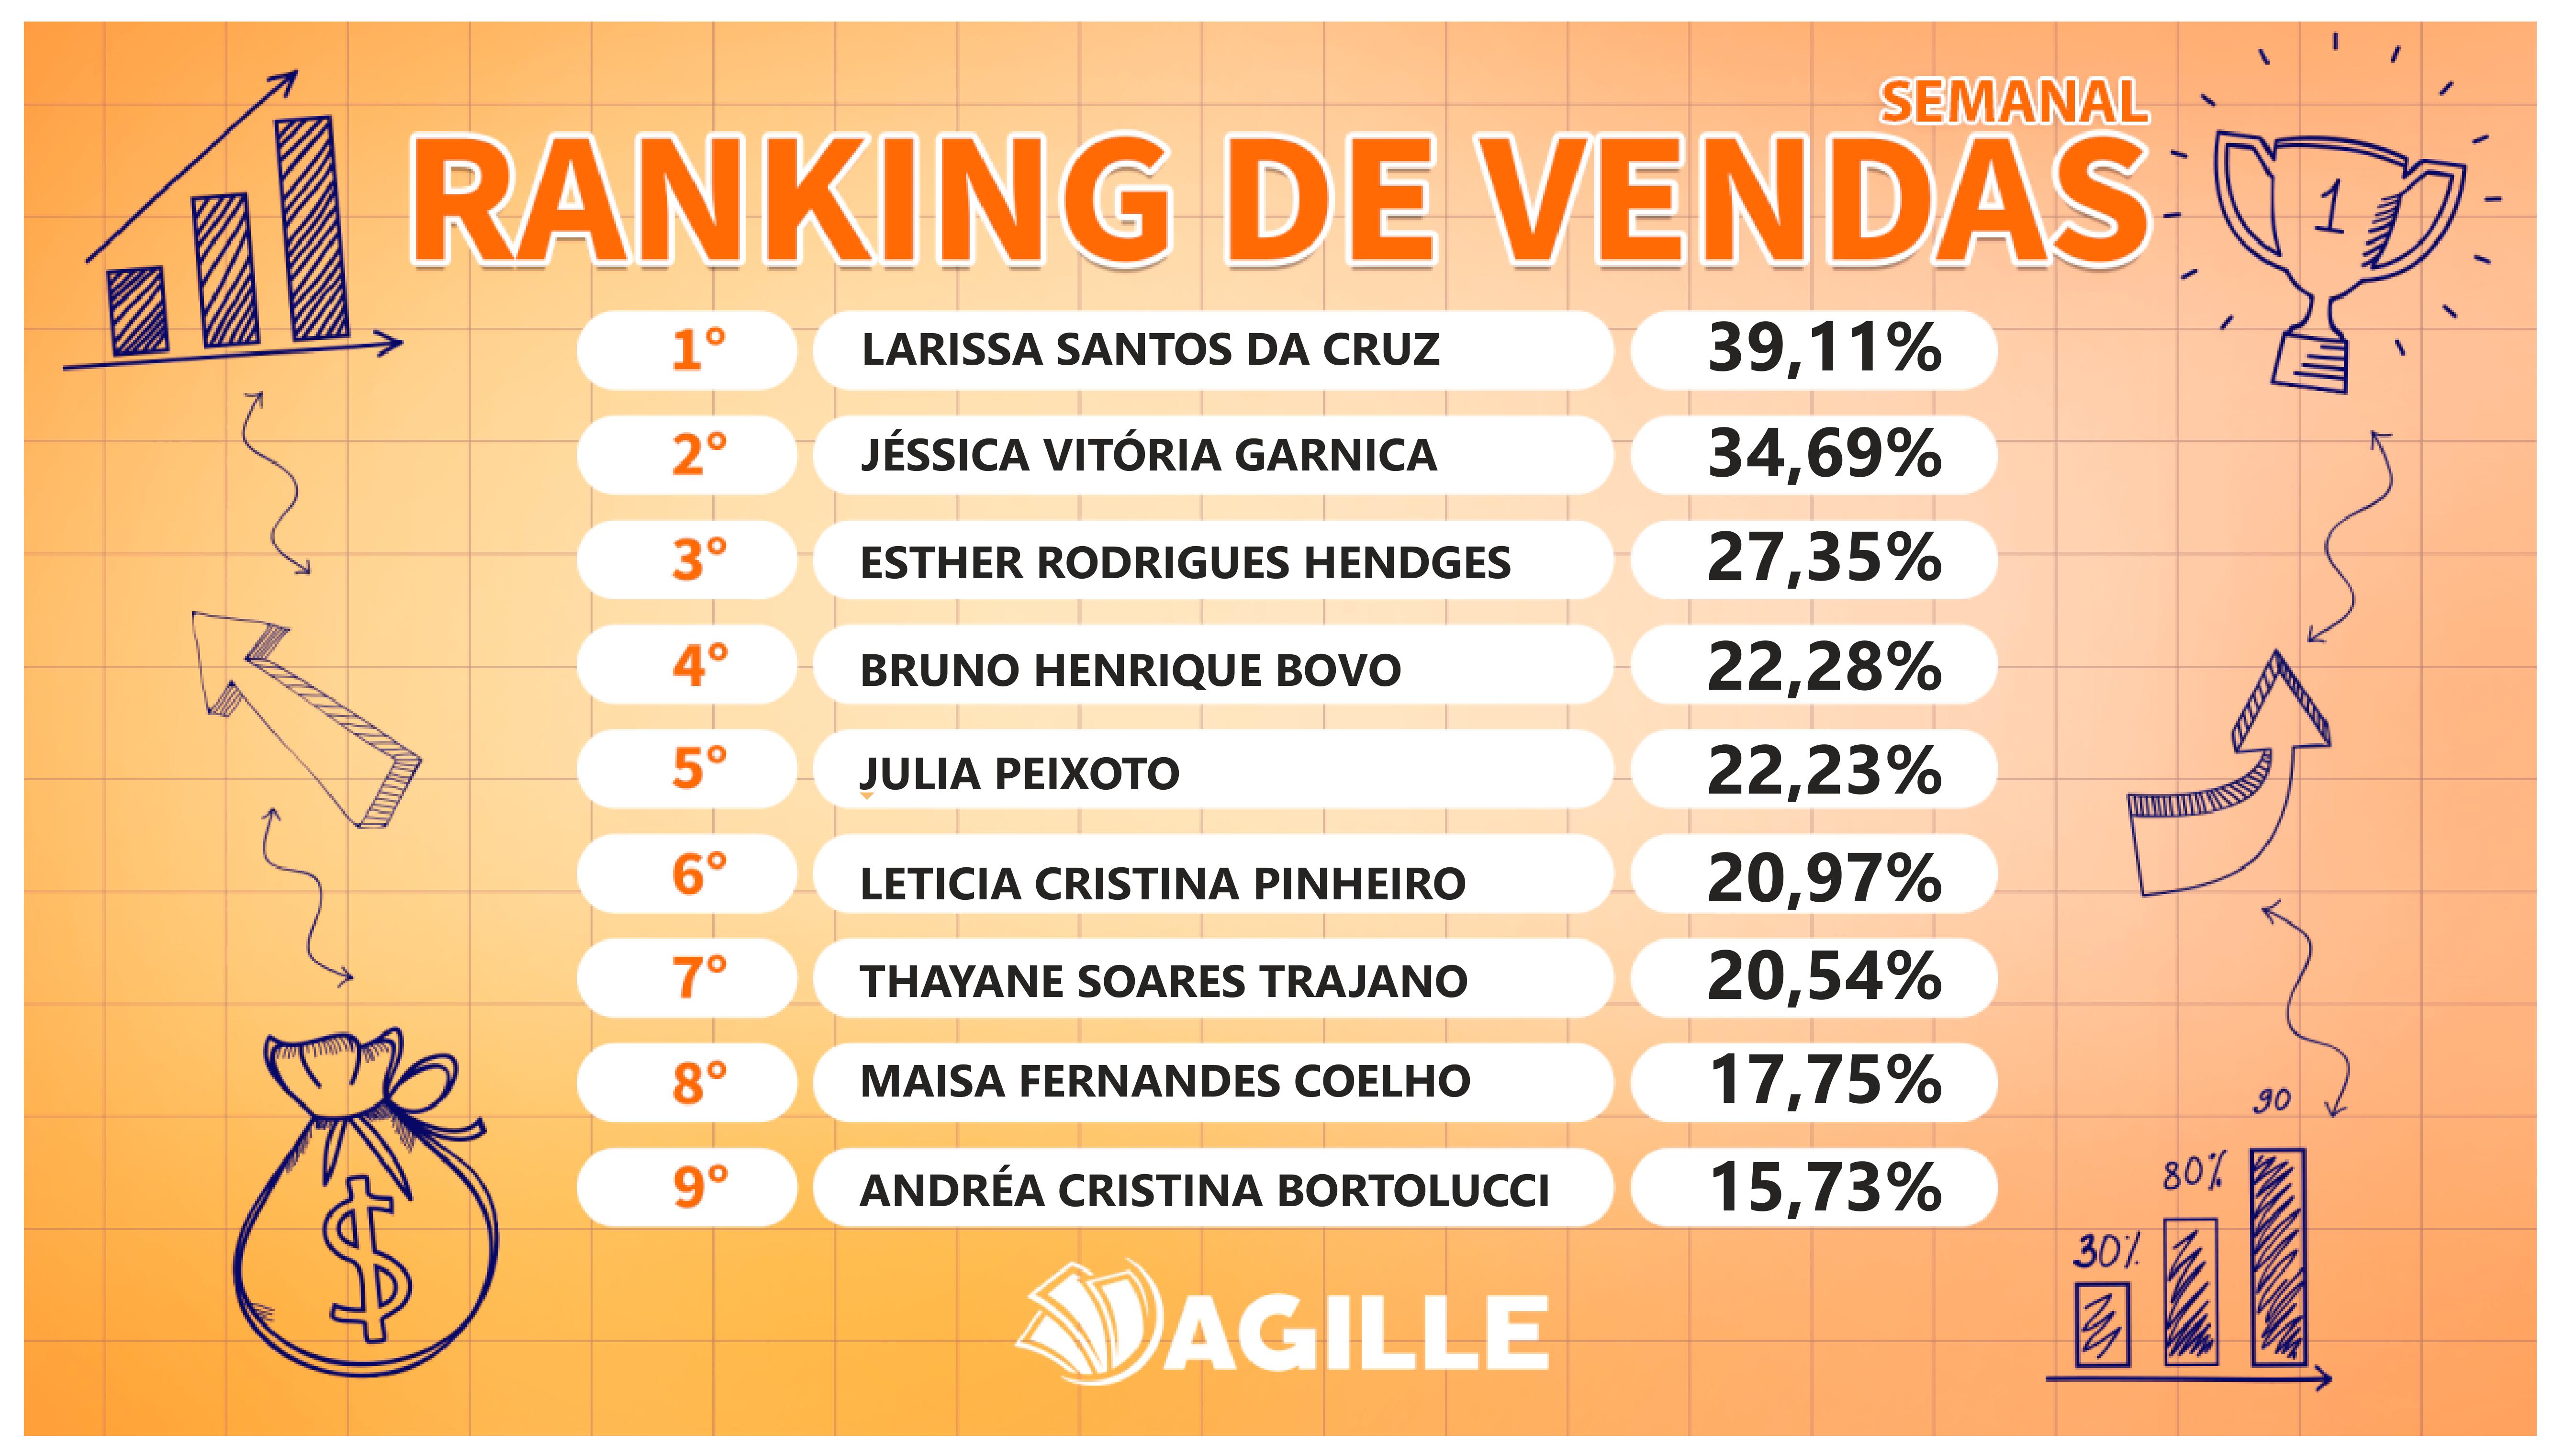 SEMANAL
RANKING DE VENDAS
1
1° LARISSA SANTOS DA CRUZ 39,11%
2° JÉSSICA VITÓRIA GARNICA 34,69%
3° ESTHER RODRIGUES HENDGES 27,35%
4° BRUNO HENRIQUE BOVO 22,28%
5° JULIA PEIXOTO 22,23%
6° LETICIA CRISTINA PINHEIRO 20,97%
7° THAYANE SOARES TRAJANO 20,54%
8° MAISA FERNANDES COELHO 17,75%
9° ANDRÉA CRISTINA BORTOLUCCI 15,73%
$
90
80%
30%
AGILLE